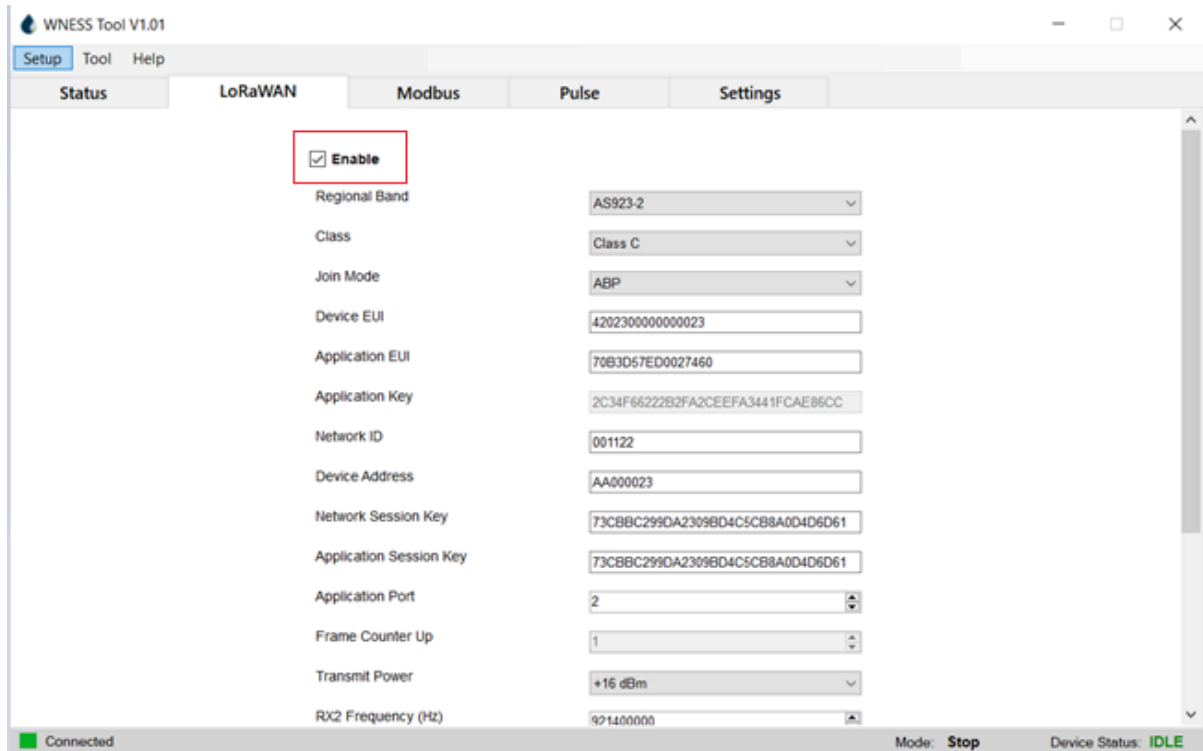 WNESS Tool V1.01
Setup Tool Help
Status LoRaWAN Modbus Pulse Settings
Enable
Regional Band AS923-2
Class Class C
Join Mode ABP
Device EUI 4202300000000023
Application EUI 70B3D57ED0027460
Application Key 2C34F66222B2FA2CEEFA3441FCAE86CC
Network ID 001122
Device Address AA000023
Network Session Key 73CBBC299DA2309BD4C5CB8A0D4D6D61
Application Session Key 73CBBC299DA2309BD4C5CB8A0D4D6D61
Application Port 2
Frame Counter Up 1
Transmit Power +16 dBm
RX2 Frequency (Hz) 921400000
Connected Mode: Stop Device Status: IDLE